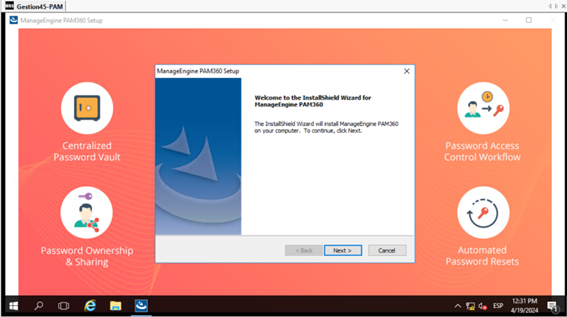 Gestion45-PAM
ManageEngine PAM360 Setup
ManageEngine PAM360 Setup
Welcome to the InstallShield Wizard for
ManageEngine PAM360
The InstallShield Wizard will install ManageEngine PAM360
on your computer. To continue, click Next.
< Back
Next >
Cancel
Centralized
Password Vault
Password Access
Control Workflow
Password Ownership
& Sharing
Automated
Password Resets
ESP
12:31 PM
4/19/2024
1